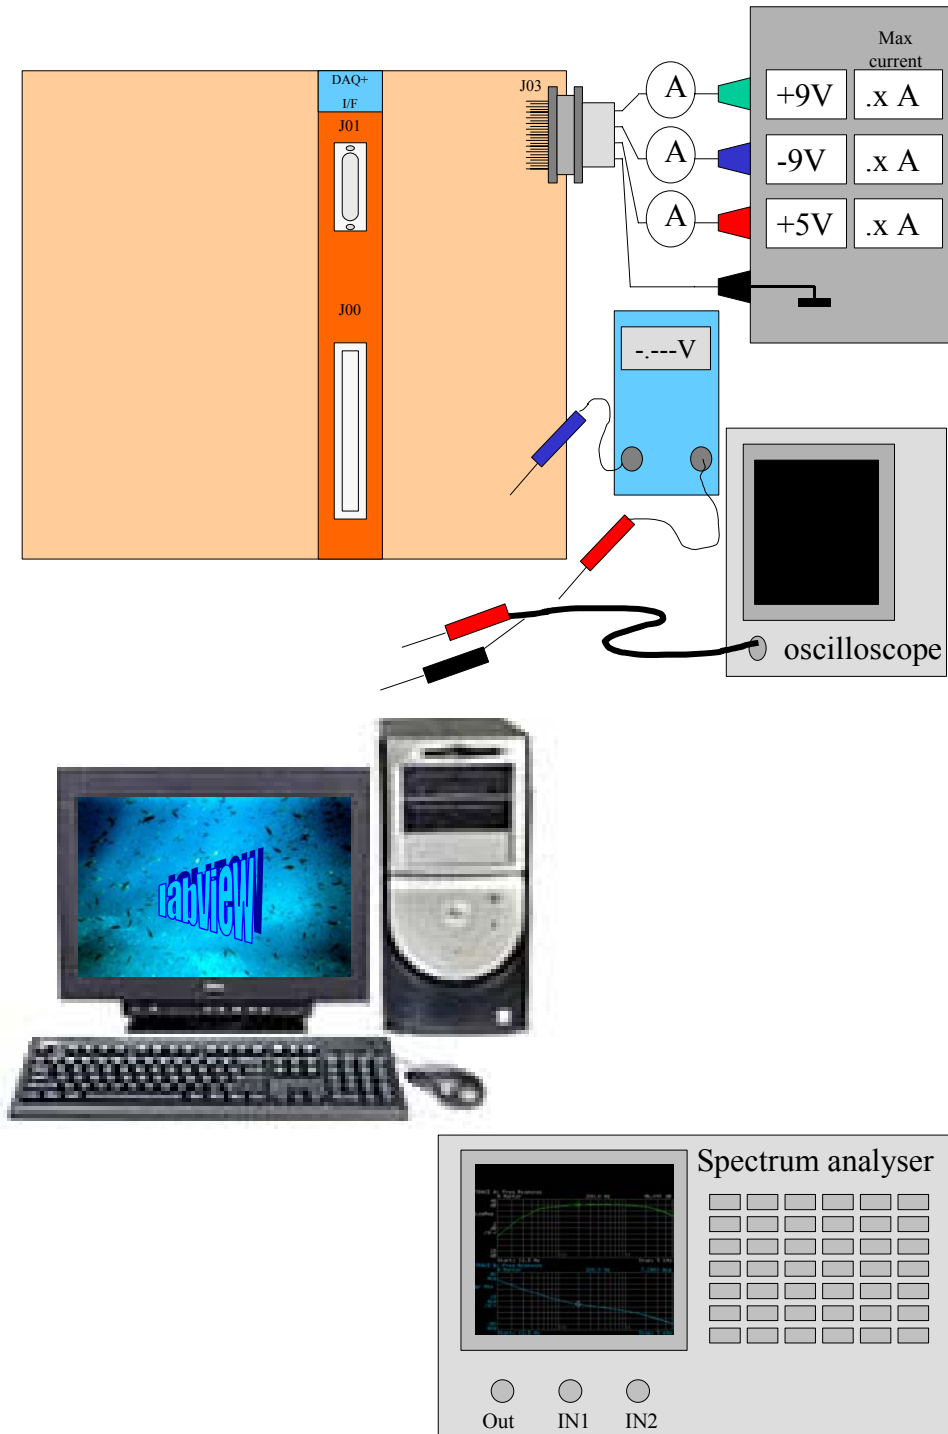 Max
current
DAQ+
I/F
J01
J03
A
+9V .x A
A
-9V .x A
A
+5V .x A
J00
-.---V
oscilloscope
labview
Spectrum analyser
Out IN1 IN2